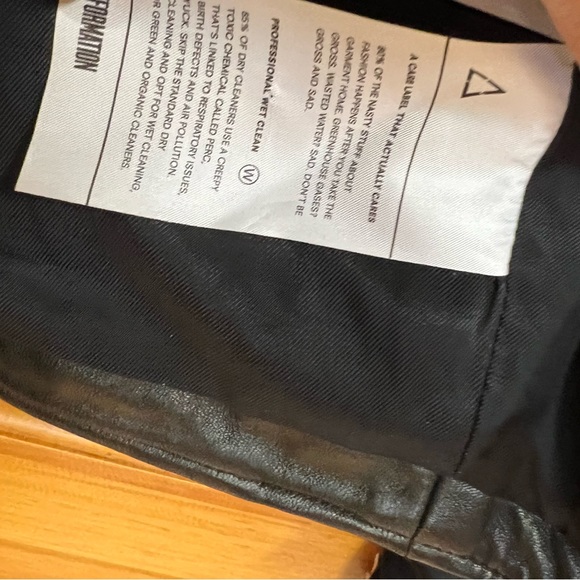 A CARE LABEL THAT ACTUALLY CARES
80% OF THE NASTY STUFF ABOUT
FASHION HAPPENS AFTER YOU TAKE THE
GARMENT HOME. GREENHOUSE GASES?
GROSS. WASTED WATER? SAD. DON'T BE
GROSS AND SAD.
PROFESSIONAL WET CLEAN
W
85% OF DRY CLEANERS USE A CREEPY
TOXIC CHEMICAL CALLED PERC,
THAT'S LINKED TO RESPIRATORY ISSUES,
BIRTH DEFECTS AND AIR POLLUTION.
YUCK. SKIP THE STANDARD DRY
CLEANING AND OPT FOR WET CLEANING,
OR GREEN AND ORGANIC CLEANERS.
FORMATION